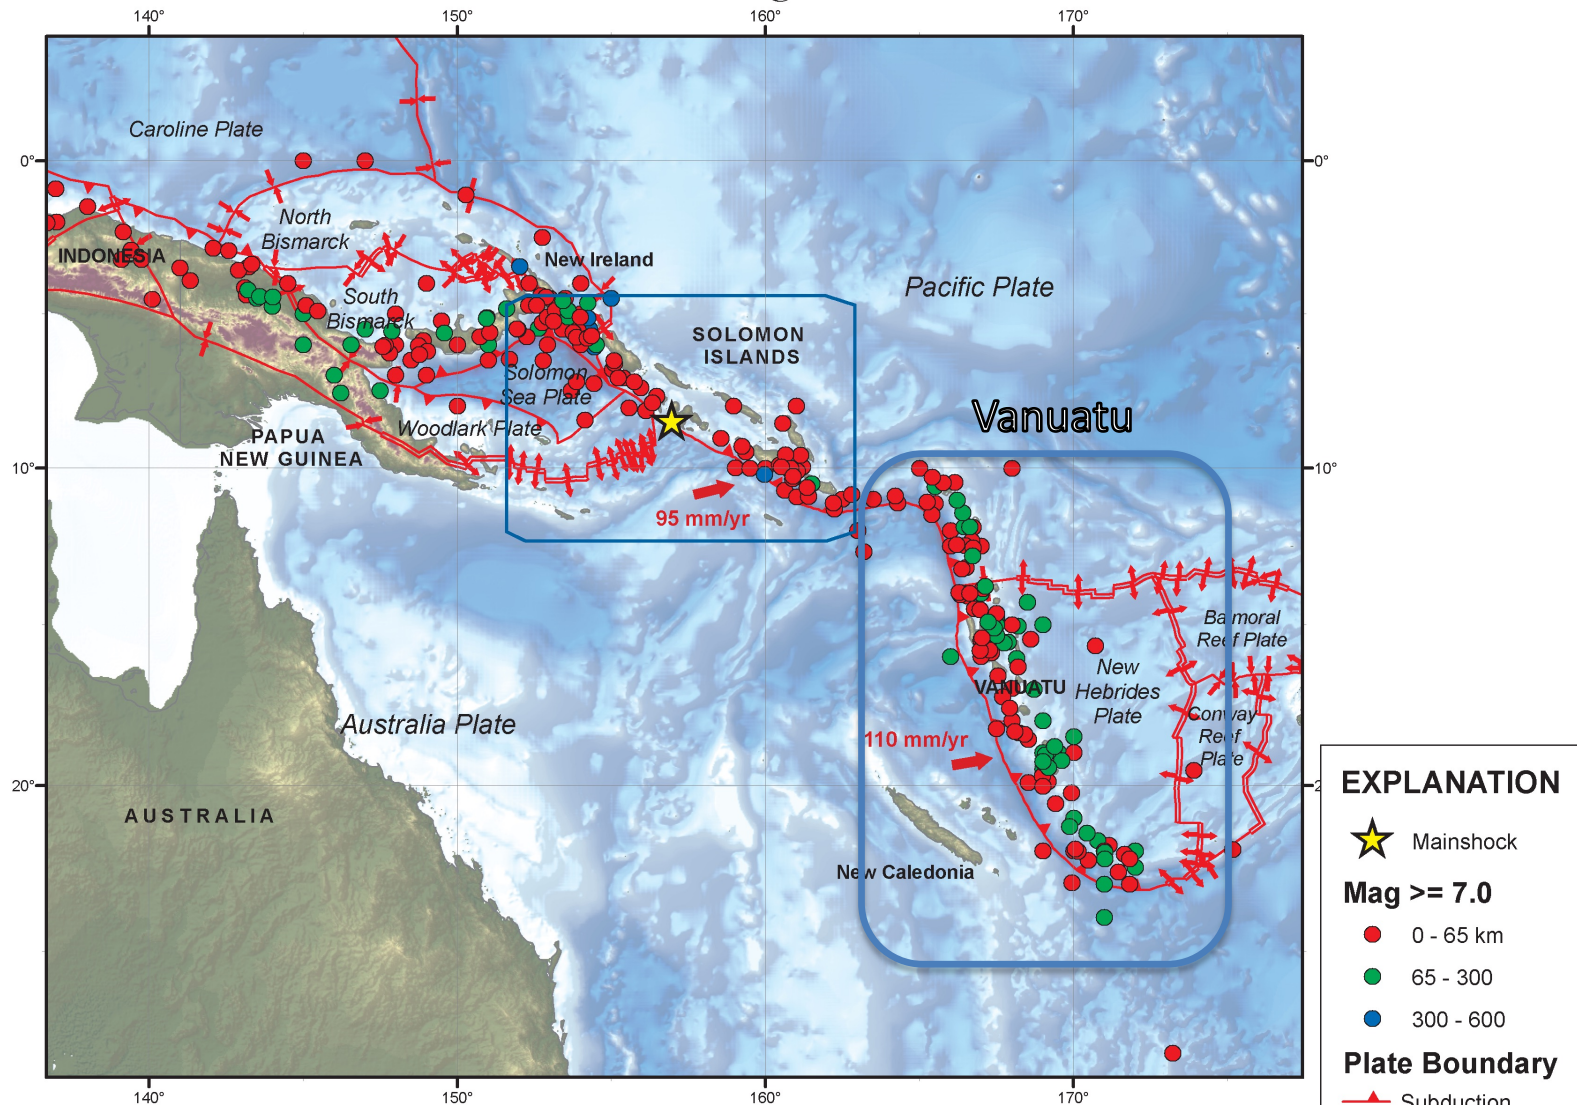 140°
150°
160°
170°
Caroline Plate
0°
0°
North
Bismarck
INDONESIA
New Ireland
South
Bismarck
Pacific Plate
SOLOMON
ISLANDS
Solomon
Sea Plate
Vanuatu
Woodlark Plate
PAPUA
NEW GUINEA
10°
10°
95 mm/yr
Balmoral
Reef Plate
New
Hebrides
Plate
VANUATU
Conway
Reef
Plate
Australia Plate
110 mm/yr
20°
AUSTRALIA
New Caledonia
EXPLANATION
Mainshock
Mag >= 7.0
0 - 65 km
65 - 300
300 - 600
Plate Boundary
Subduction
140°
150°
160°
170°